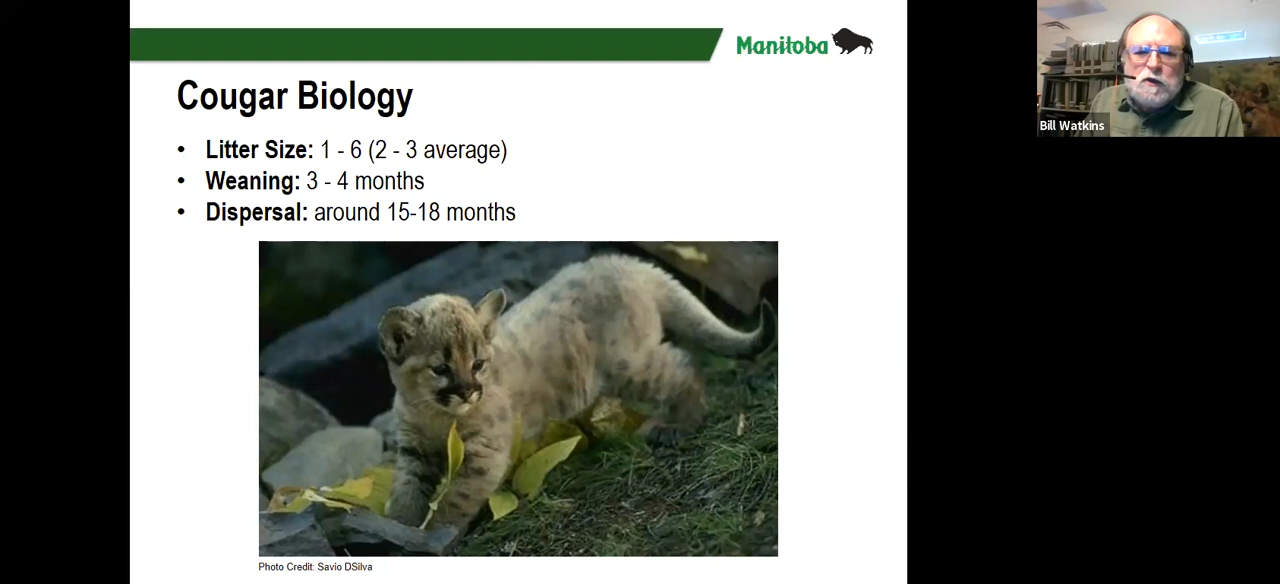 Manitoba
Cougar Biology
• Litter Size: 1 - 6 (2 - 3 average)
• Weaning: 3 - 4 months
• Dispersal: around 15-18 months
Photo Credit: Savio DSilva
Bill Watkins